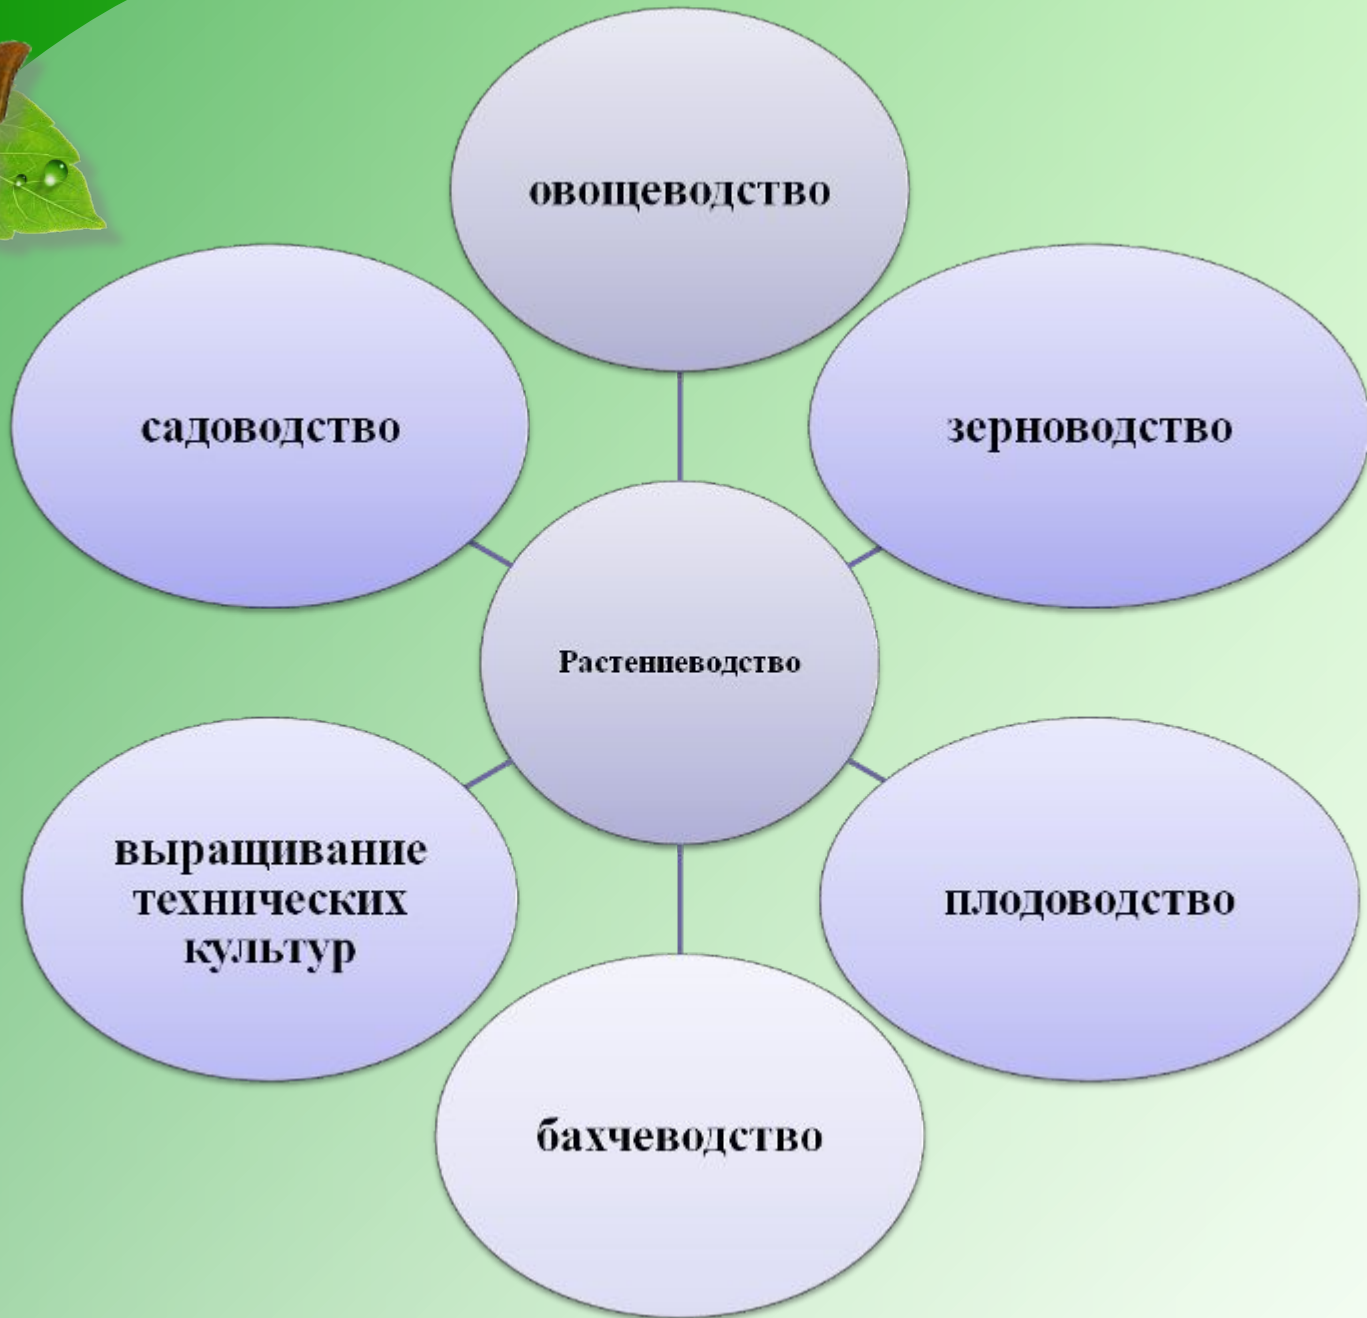 овощеводство
садоводство
зерноводство
Растениеводство
выращивание
технических
культур
плодоводство
бахчеводство